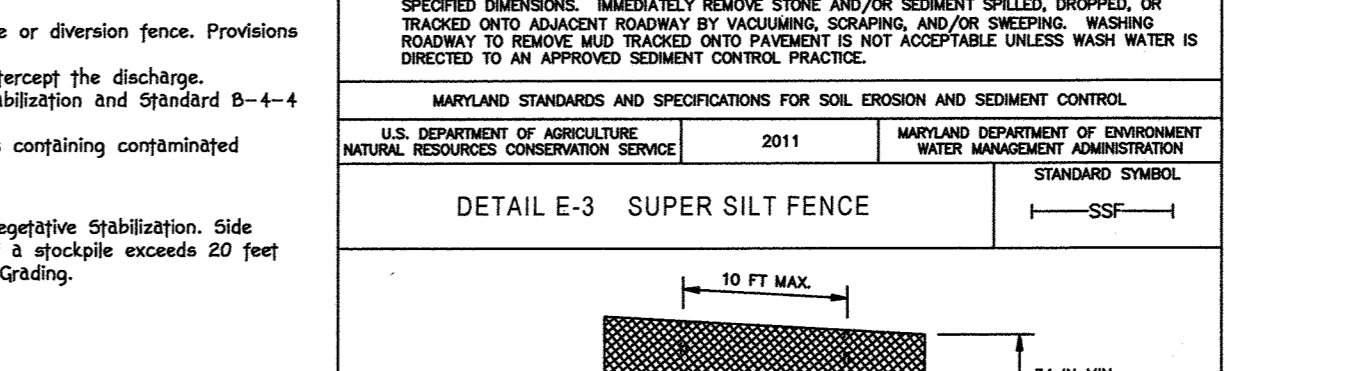 e or diversion fence. Provisions
tercept the discharge.
abilization and Standard B-4-4
containing contaminated
egetative Stabilization. Side
a stockpile exceeds 20 feet
Grading.
SPECIFIED DIMENSIONS. IMMEDIATELY REMOVE STONE AND/OR SEDIMENT SPILLED, DROPPED, OR
TRACKED ONTO ADJACENT ROADWAY BY VACUUMING, SCRAPING, AND/OR SWEEPING. WASHING
ROADWAY TO REMOVE MUD TRACKED ONTO PAVEMENT IS NOT ACCEPTABLE UNLESS WASH WATER IS
DIRECTED TO AN APPROVED SEDIMENT CONTROL PRACTICE.
MARYLAND STANDARDS AND SPECIFICATIONS FOR SOIL EROSION AND SEDIMENT CONTROL
U.S. DEPARTMENT OF AGRICULTURE
NATURAL RESOURCES CONSERVATION SERVICE
2011
MARYLAND DEPARTMENT OF ENVIRONMENT
WATER MANAGEMENT ADMINISTRATION
DETAIL E-3 SUPER SILT FENCE
STANDARD SYMBOL
SSF
10 FT MAX.